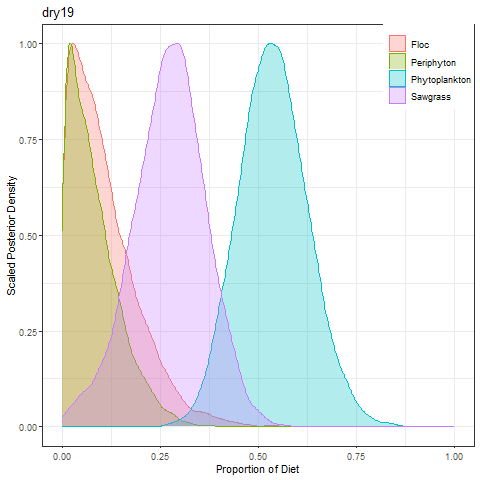 dry19
Floc
Periphyton
Phytoplankton
Sawgrass
Scaled Posterior Density
1.00
0.75
0.50
0.25
0.00
0.00 0.25 0.50 0.75 1.00
Proportion of Diet